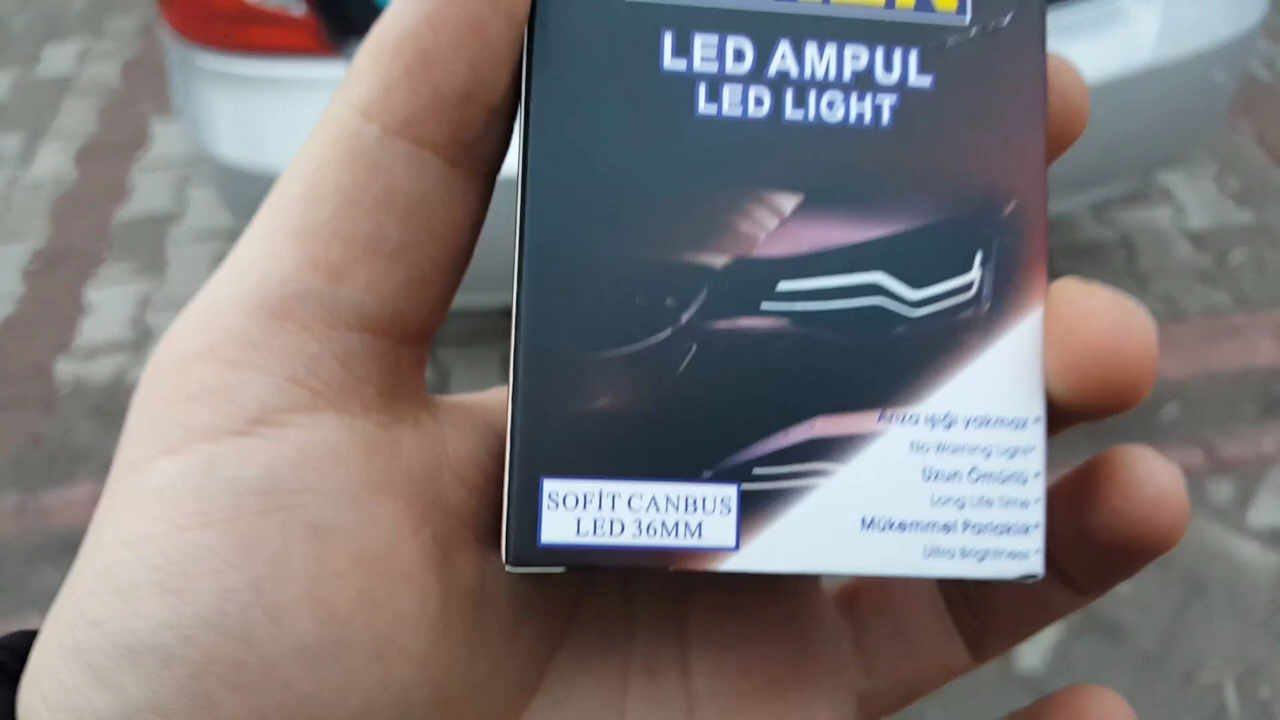 LED AMPUL
LED LIGHT
SOFİT CANBUS
LED 36MM
Arıza ışığı yakmaz *
No Warning Light*
Uzun Ömürlü *
Long Life Time *
Mükemmel Parlaklık*
Ultra Brightness *